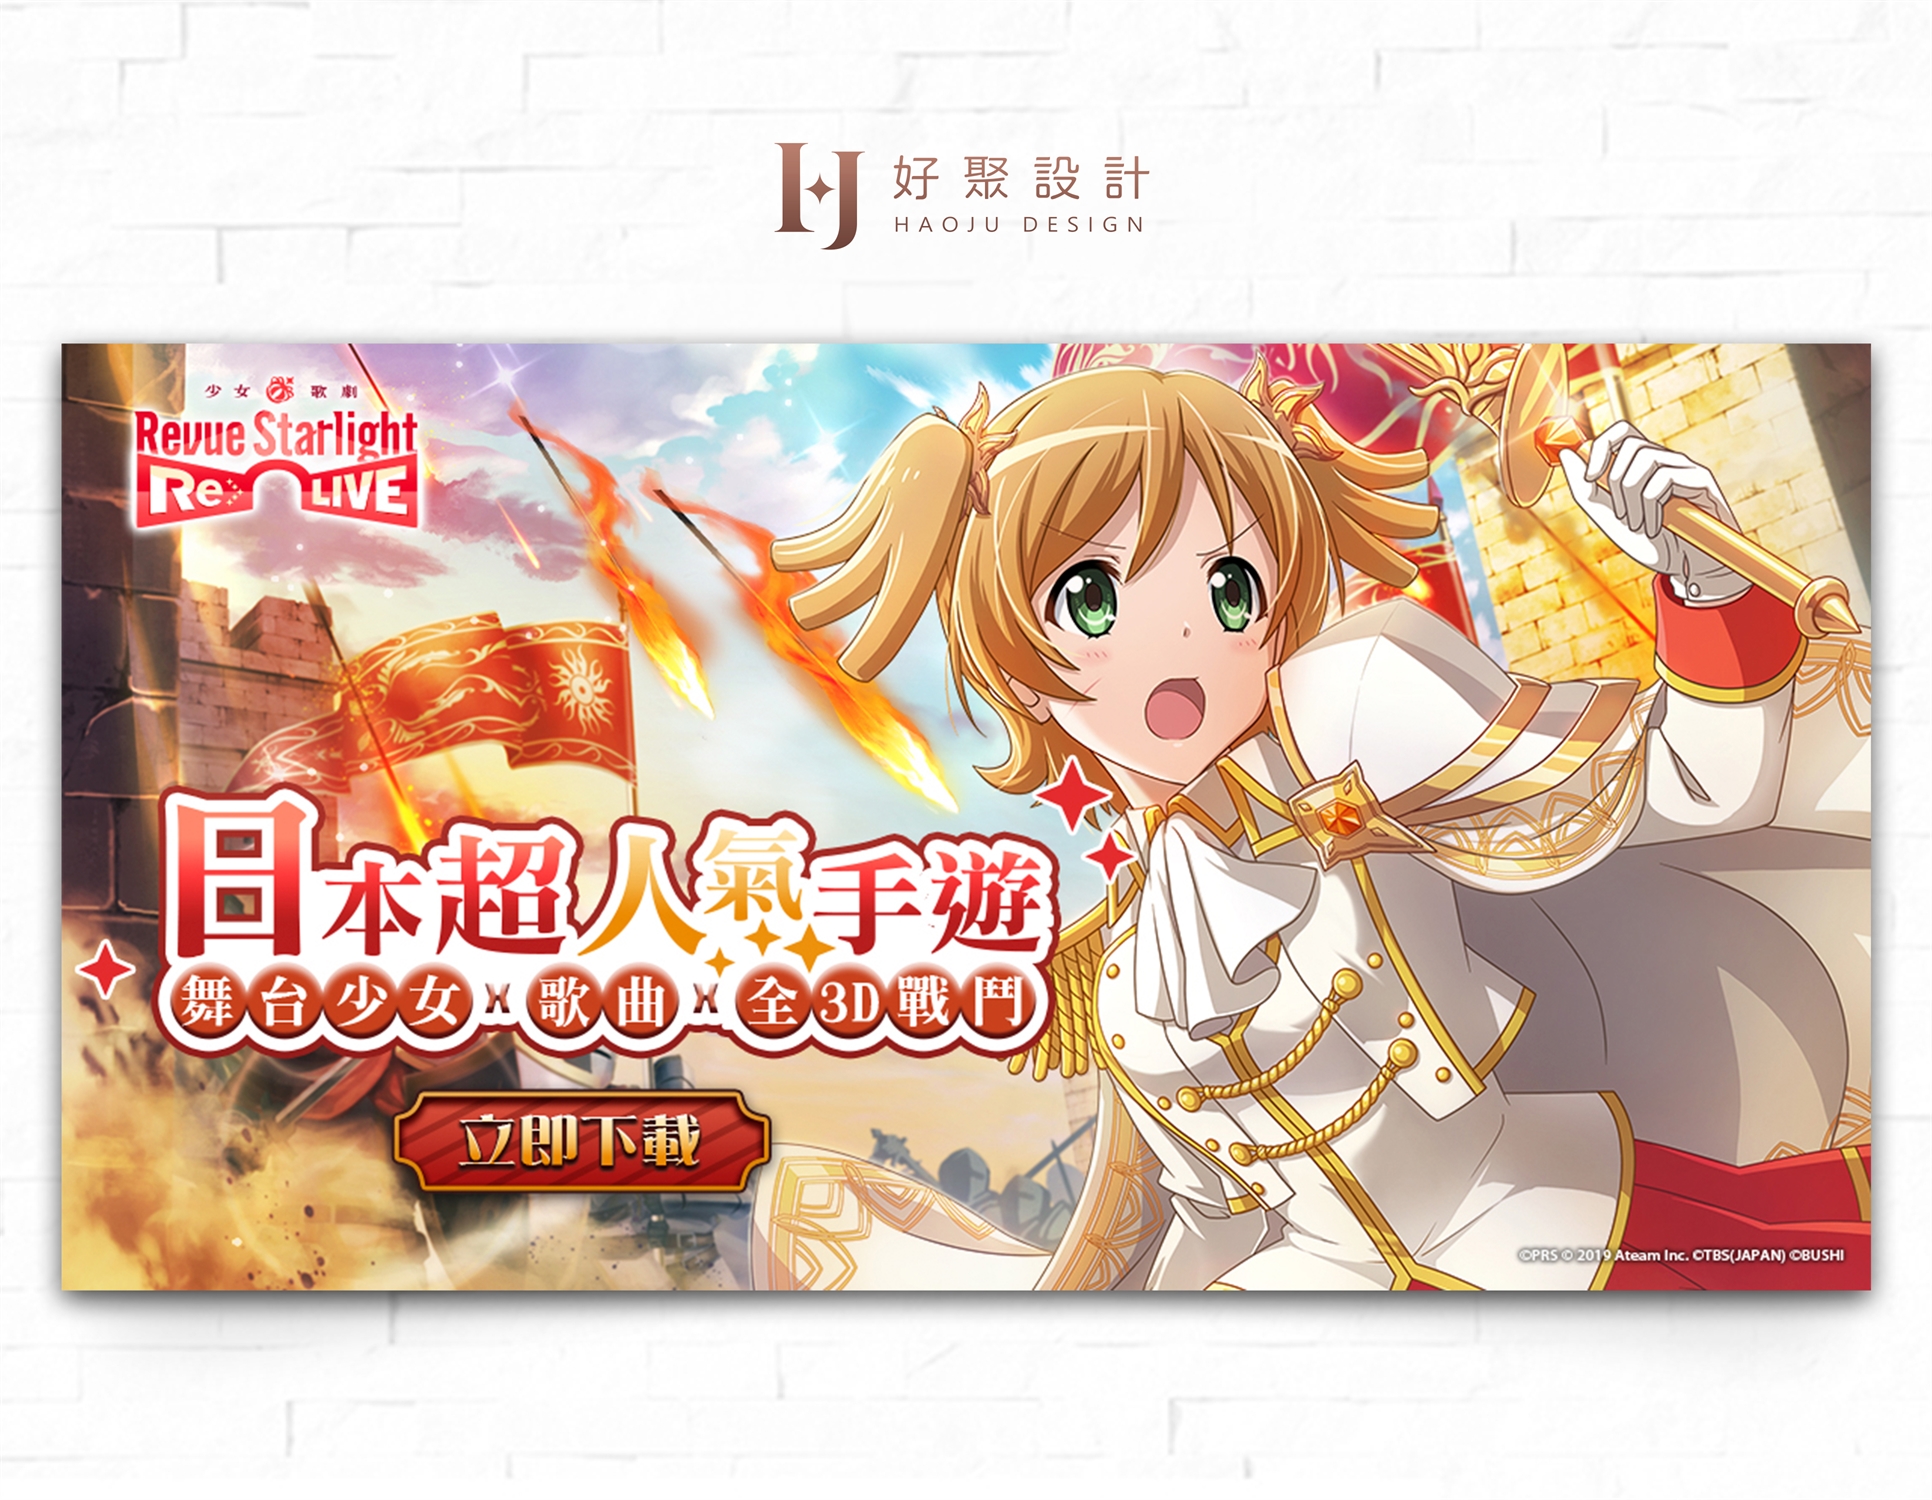 好聚設計
HAOJU DESIGN
少女歌劇
Revue Starlight
Re LIVE
日本超人氣手遊
舞台少女 x 歌曲 x 全3D戰鬥
立即下載
©PRS © 2019 Ateam Inc. ©TBS(JAPAN) ©BUSHI